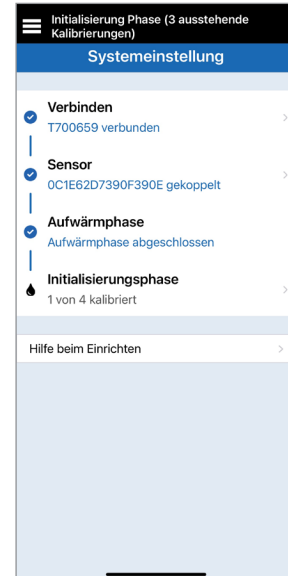 Initialisierung Phase (3 ausstehende
Kalibrierungen)
Systemeinstellung
Verbinden
T700659 verbunden
Sensor
0C1E62D7390F390E gekoppelt
Aufwärmphase
Aufwärmphase abgeschlossen
Initialisierungsphase
1 von 4 kalibriert
Hilfe beim Einrichten